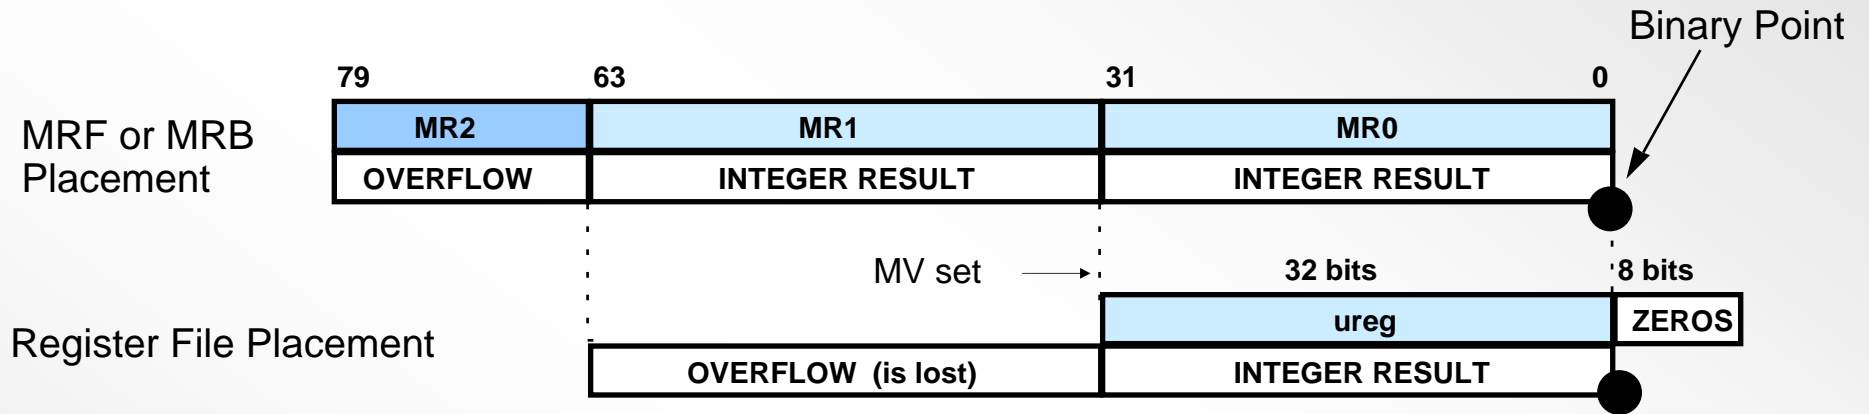 Binary Point
79 63 31 0
MRF or MRB
Placement
MR2 MR1 MR0
OVERFLOW INTEGER RESULT INTEGER RESULT
MV set 32 bits 8 bits
Register File Placement
ureg ZEROS
OVERFLOW (is lost) INTEGER RESULT